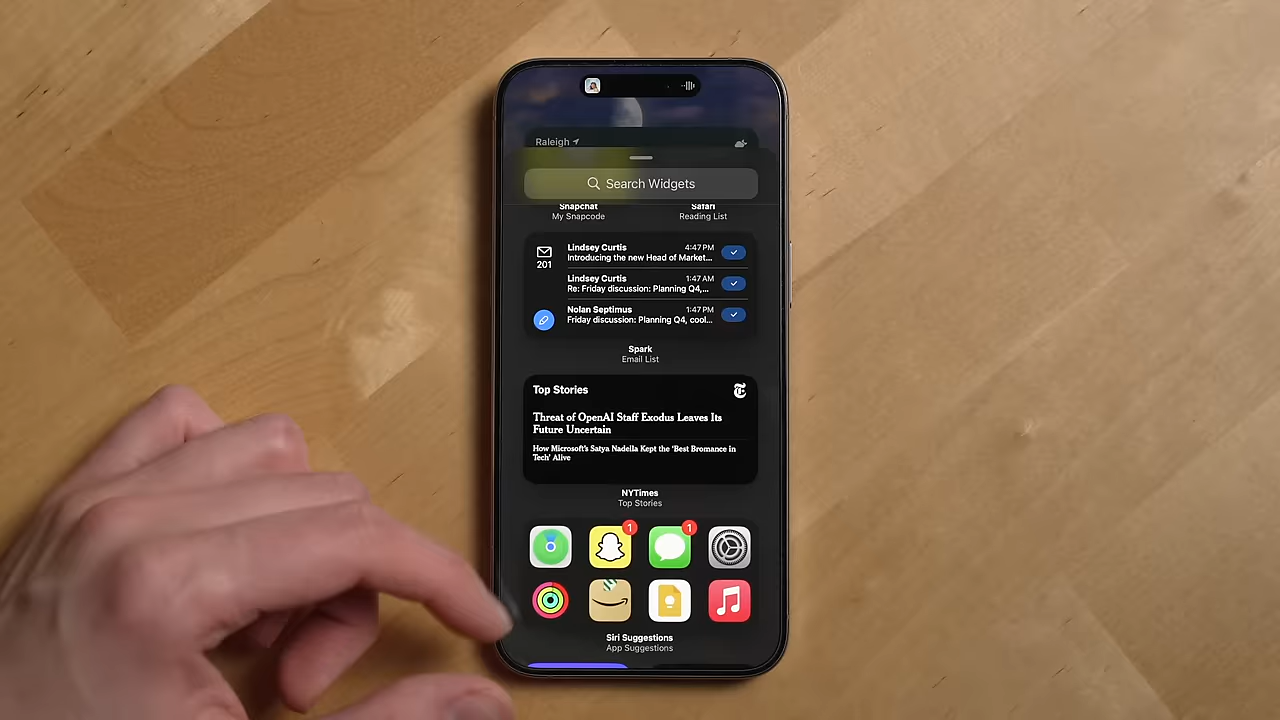 Raleigh
Search Widgets
Snapchat
My Snapcode
Safari
Reading List
201
Lindsey Curtis 4:47 PM
Introducing the new Head of Market...
Lindsey Curtis 1:47 AM
Re: Friday discussion: Planning Q4,...
Nolan Septimus 1:47 PM
Friday discussion: Planning Q4, cool...
Spark
Email List
Top Stories
Threat of OpenAI Staff Exodus Leaves Its
Future Uncertain
How Microsoft's Satya Nadella Kept the 'Best Bromance in
Tech' Alive
NYTimes
Top Stories
1
1
Siri Suggestions
App Suggestions